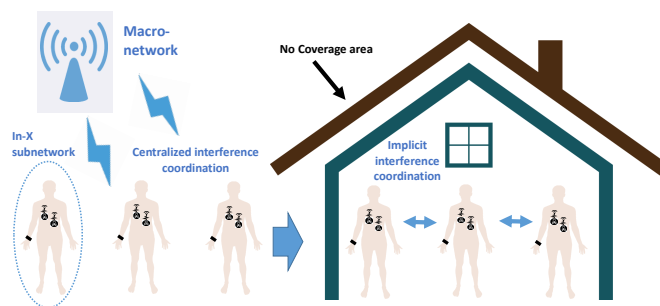 Macro-
network
No Coverage area
In-X
subnetwork
Centralized interference
coordination
Implicit
interference
coordination